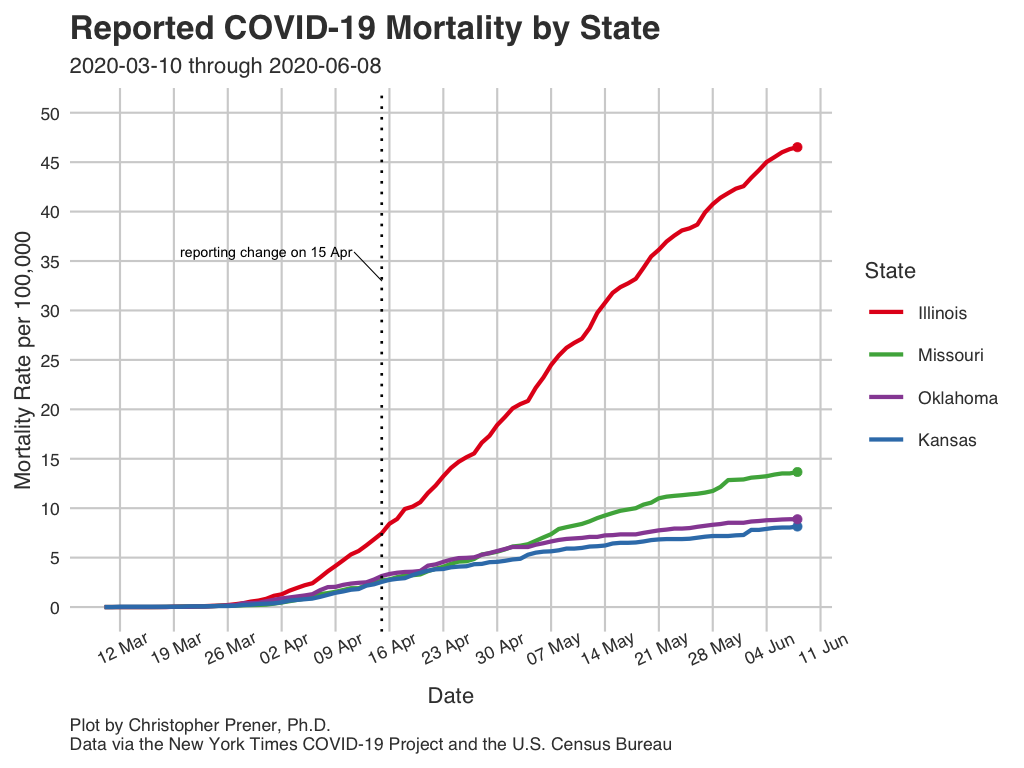 Reported COVID-19 Mortality by State
2020-03-10 through 2020-06-08
Mortality Rate per 100,000
50
45
40
35
30
25
20
15
10
5
0
reporting change on 15 Apr
State
Illinois
Missouri
Oklahoma
Kansas
12 Mar
19 Mar
26 Mar
02 Apr
09 Apr
16 Apr
23 Apr
30 Apr
07 May
14 May
21 May
28 May
04 Jun
11 Jun
Date
Plot by Christopher Prener, Ph.D.
Data via the New York Times COVID-19 Project and the U.S. Census Bureau